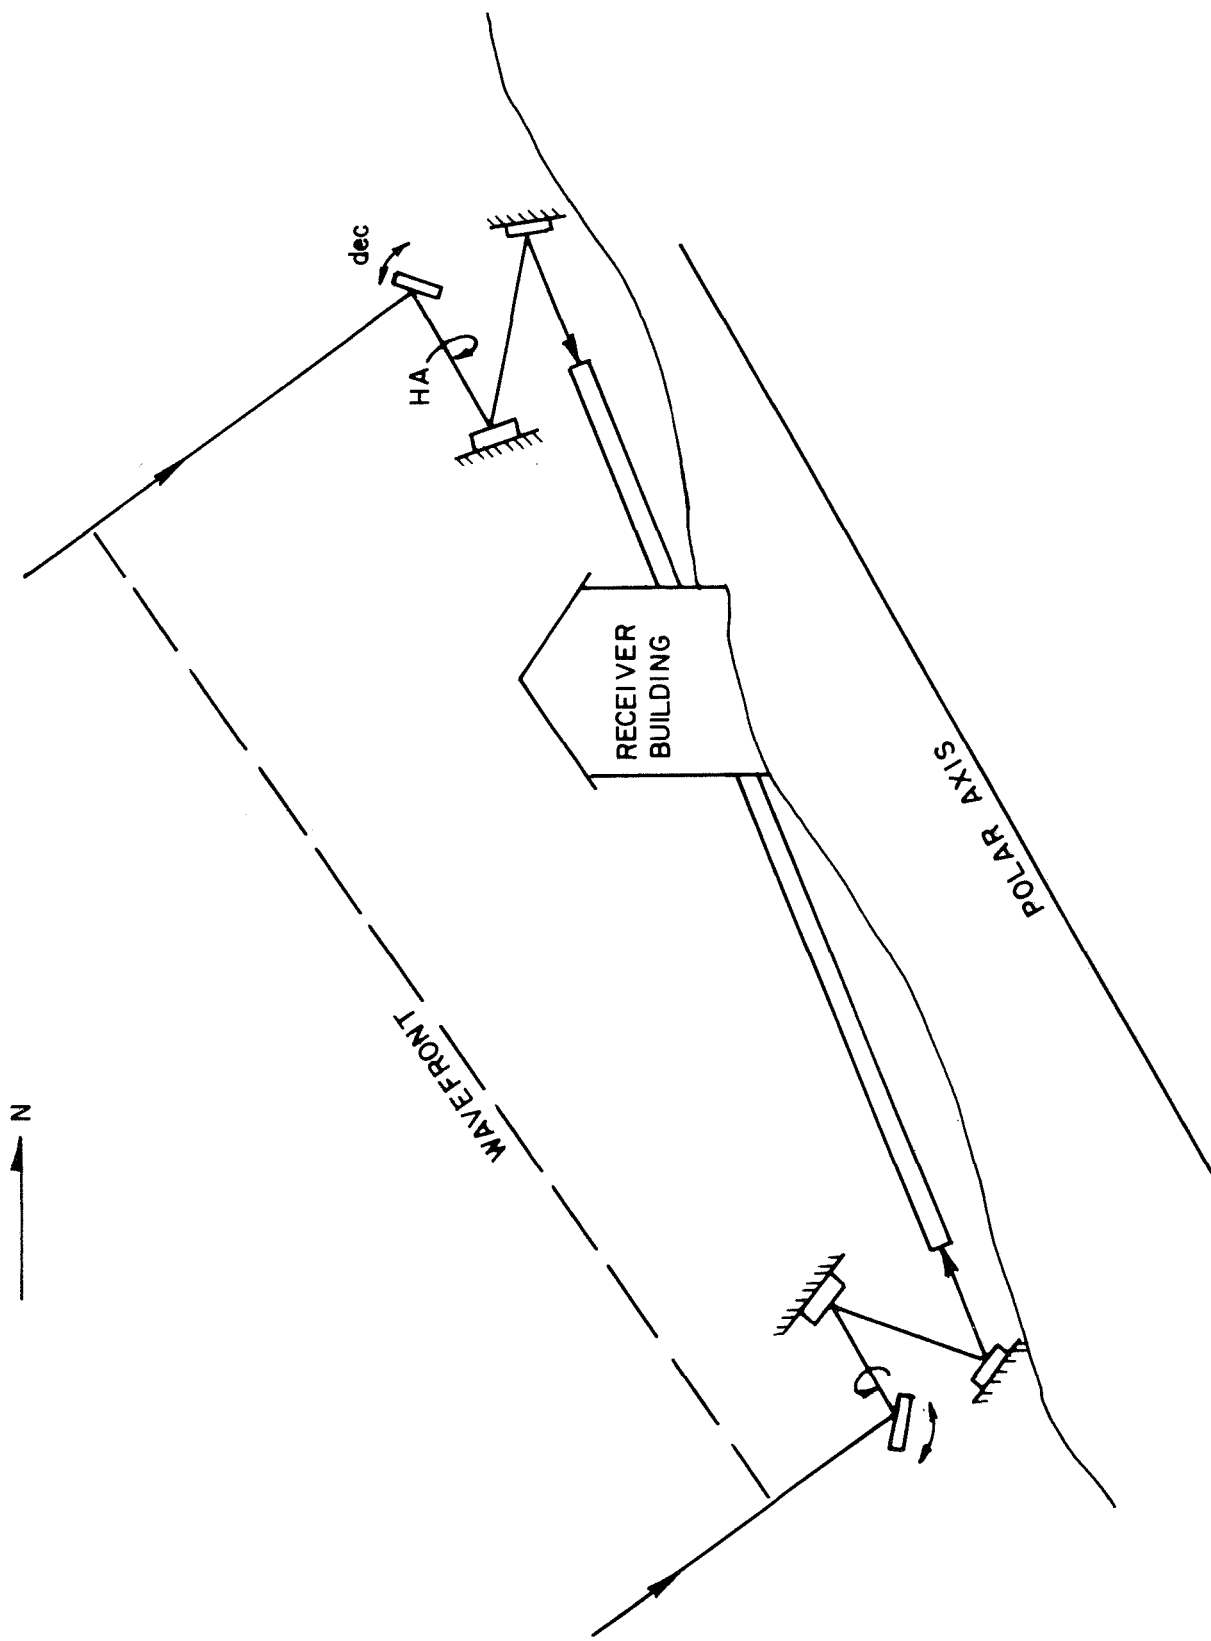 N
dec
HA
RECEIVER
BUILDING
WAVEFRONT
POLAR AXIS